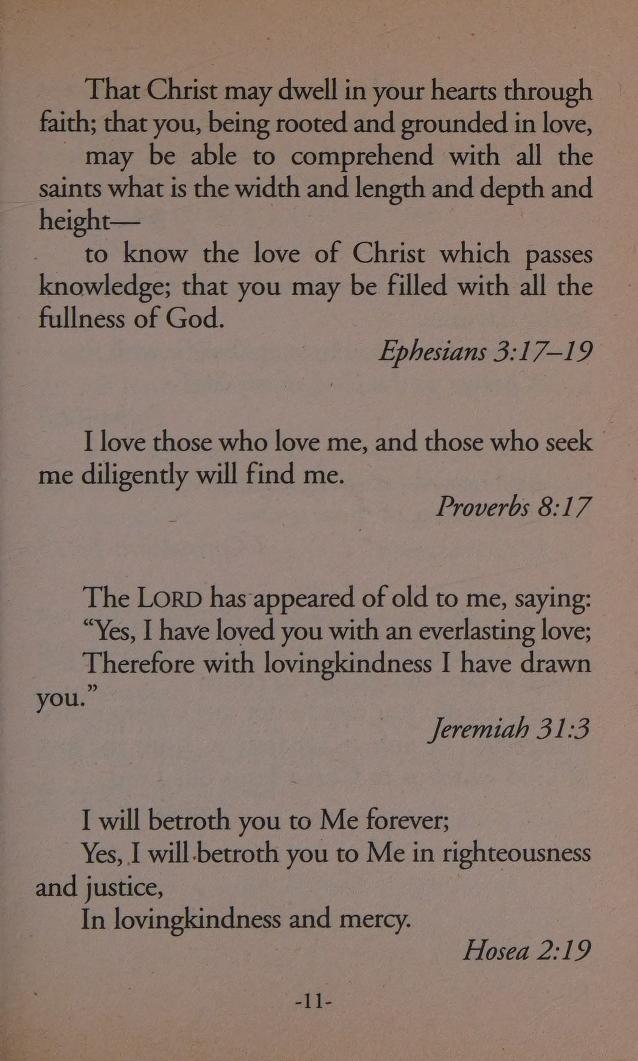 That Christ may dwell in your hearts through
faith; that you, being rooted and grounded in love,
may be able to comprehend with all the
saints what is the width and length and depth and
height—
to know the love of Christ which passes
knowledge; that you may be filled with all the
fullness of God.
Ephesians 3:17–19
I love those who love me, and those who seek
me diligently will find me.
Proverbs 8:17
The LORD has appeared of old to me, saying:
“Yes, I have loved you with an everlasting love;
Therefore with lovingkindness I have drawn
you.”
Jeremiah 31:3
I will betroth you to Me forever;
Yes, I will betroth you to Me in righteousness
and justice,
In lovingkindness and mercy.
Hosea 2:19
-11-